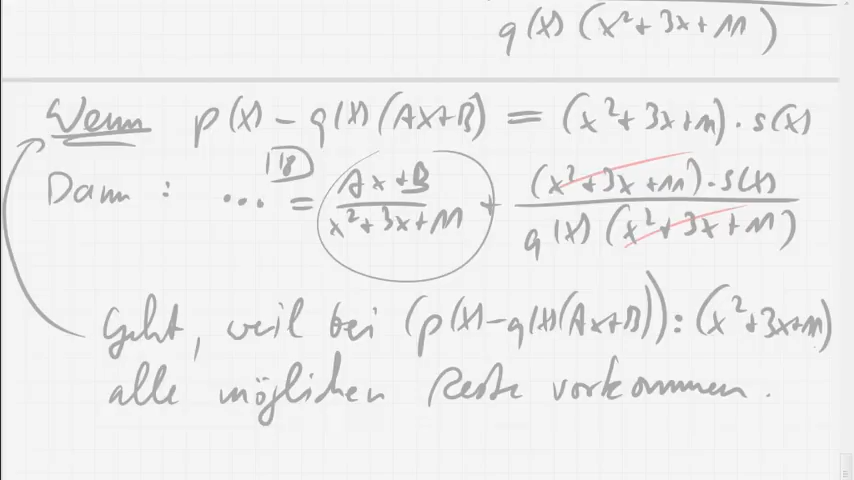 q(x) (x² + 3x + 11)
Wenn p(x) - q(x)(Ax+B) = (x² + 3x + 11) · s(x)
Dann : ... = (Ax + B)/(x² + 3x + 11) + ((x² + 3x + 11) · s(x))/(q(x) (x² + 3x + 11))
Geht, weil bei (p(x) - q(x)(Ax+B)) : (x² + 3x + 11)
alle möglichen Reste vorkommen.